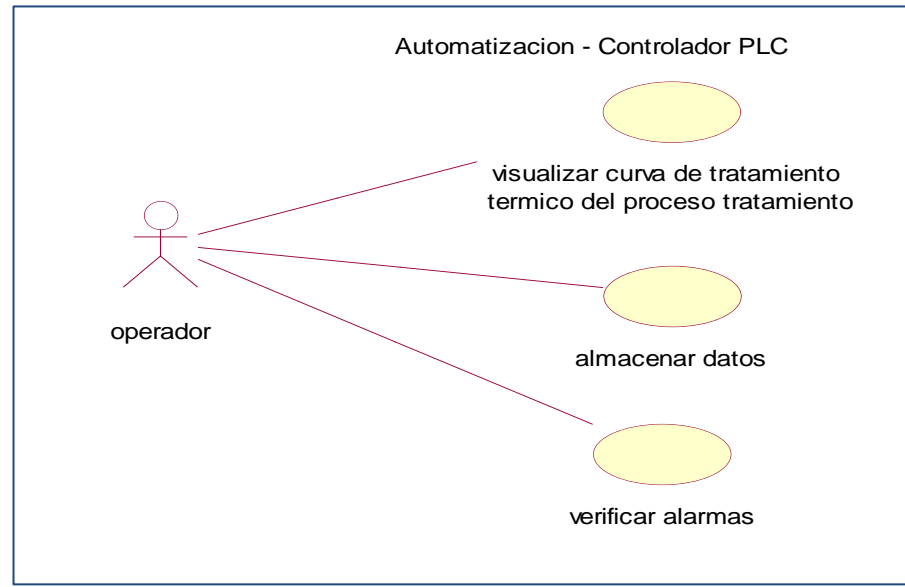 Automatizacion - Controlador PLC
visualizar curva de tratamiento
termico del proceso tratamiento
operador
almacenar datos
verificar alarmas